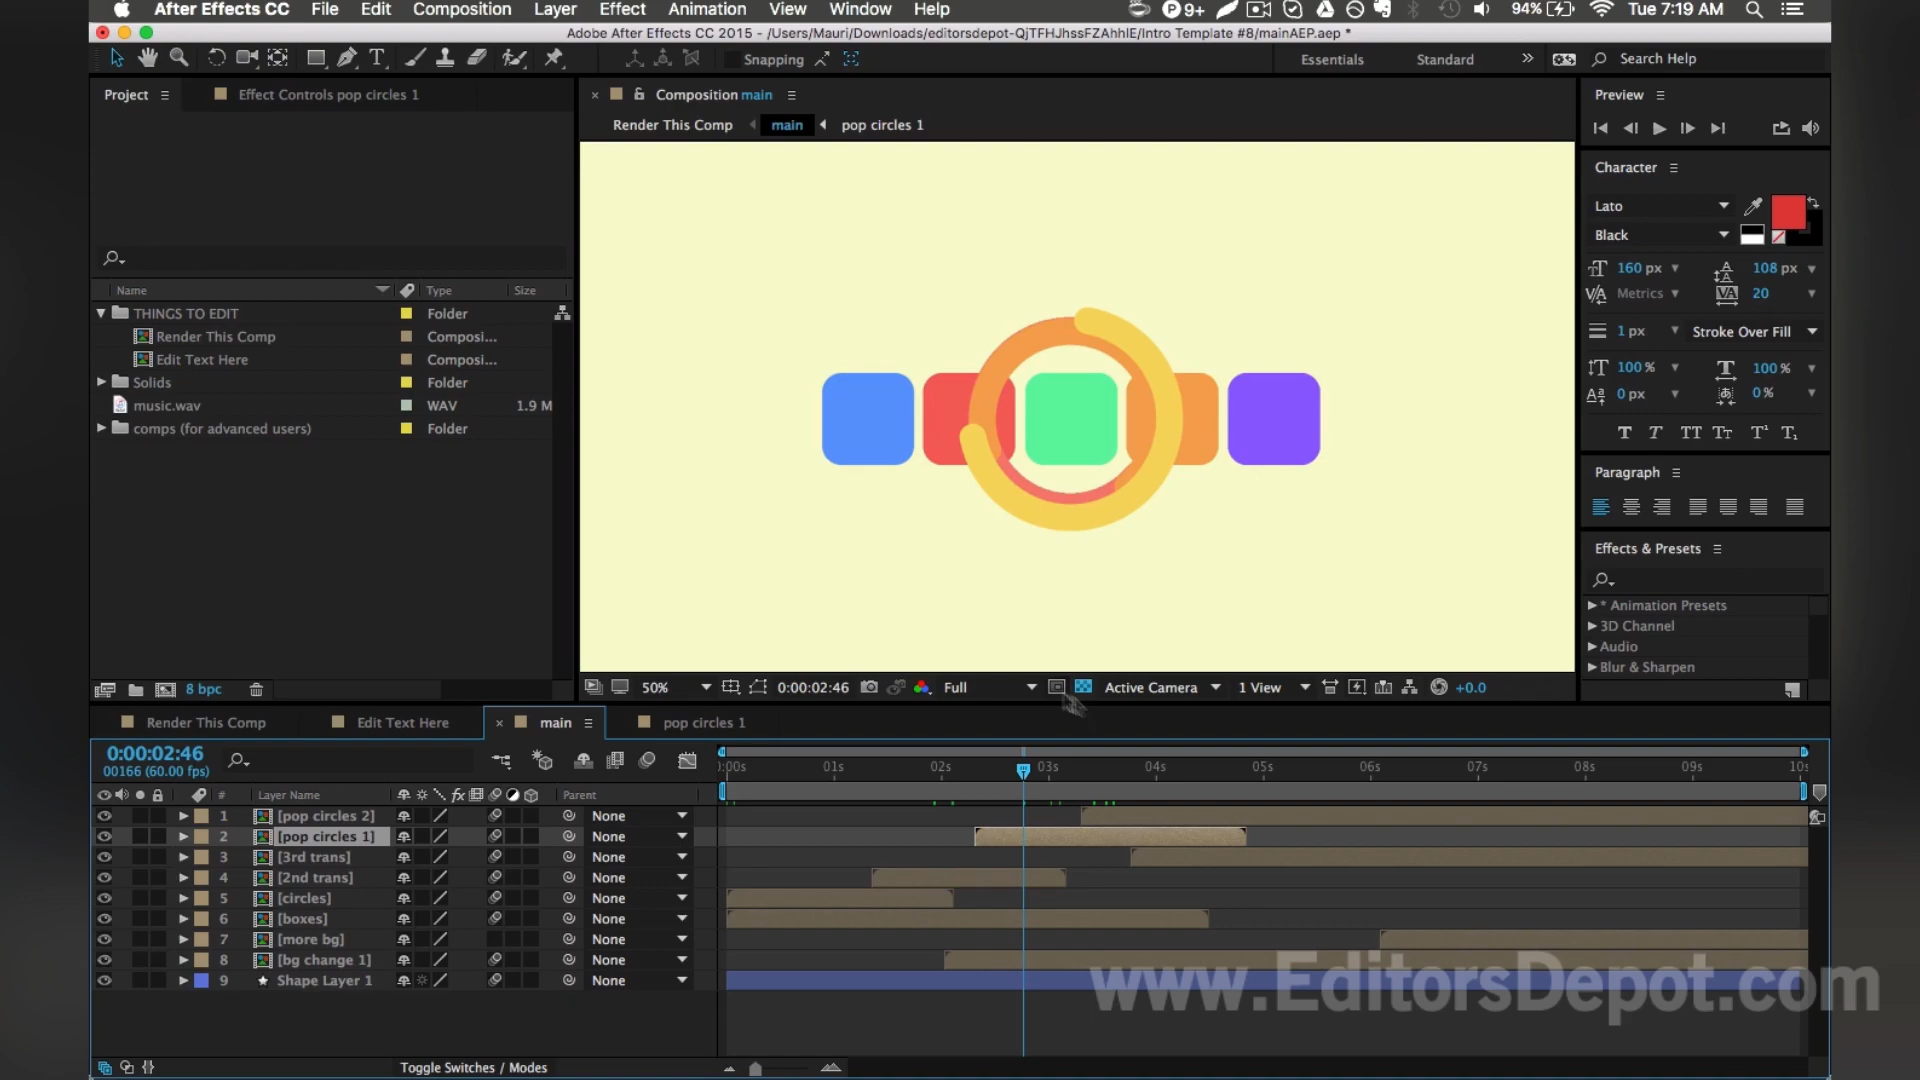 After Effects CC File Edit Composition Layer Effect Animation View Window Help 9+ 94% Tue 7:19 AM
Adobe After Effects CC 2015 - /Users/Mauri/Downloads/editorsdepot-QjTFHJhssFZAhhIE/Intro Template #8/mainAEP.aep *
Snapping Essentials Standard Search Help
Project Effect Controls pop circles 1 Composition main Preview
Render This Comp main pop circles 1
Character
Lato
Black
160 px 108 px
Metrics 20
1 px Stroke Over Fill
100 % 100 %
0 px 0 %
Paragraph
Effects & Presets
* Animation Presets
3D Channel
Audio
Blur & Sharpen
Name Type Size
THINGS TO EDIT Folder
Render This Comp Composi...
Edit Text Here Composi...
Solids Folder
music.wav WAV 1.9 M
comps (for advanced users) Folder
8 bpc 50% 0:00:02:46 Full Active Camera 1 View +0.0
Render This Comp Edit Text Here main pop circles 1
0:00:02:46
00166 (60.00 fps)
:00s 01s 02s 03s 04s 05s 06s 07s 08s 09s 10s
# Layer Name Parent
1 [pop circles 2] None
2 [pop circles 1] None
3 [3rd trans] None
4 [2nd trans] None
5 [circles] None
6 [boxes] None
7 [more bg] None
8 [bg change 1] None
9 Shape Layer 1 None
www.EditorsDepot.com
Toggle Switches / Modes